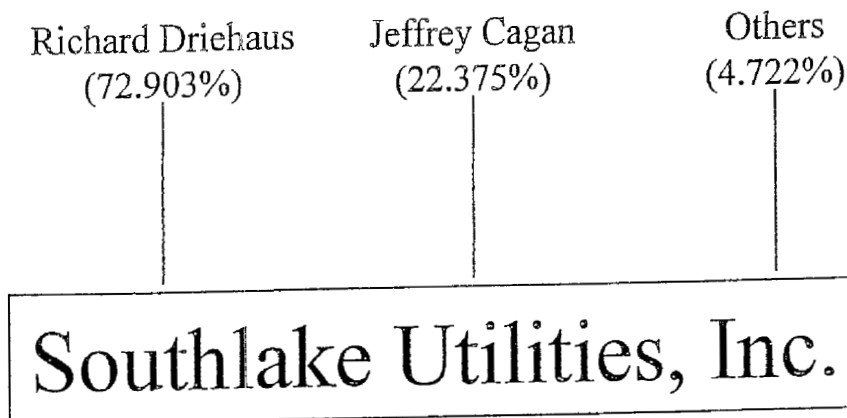 Richard Driehaus
(72.903%)
Jeffrey Cagan
(22.375%)
Others
(4.722%)
Southlake Utilities, Inc.